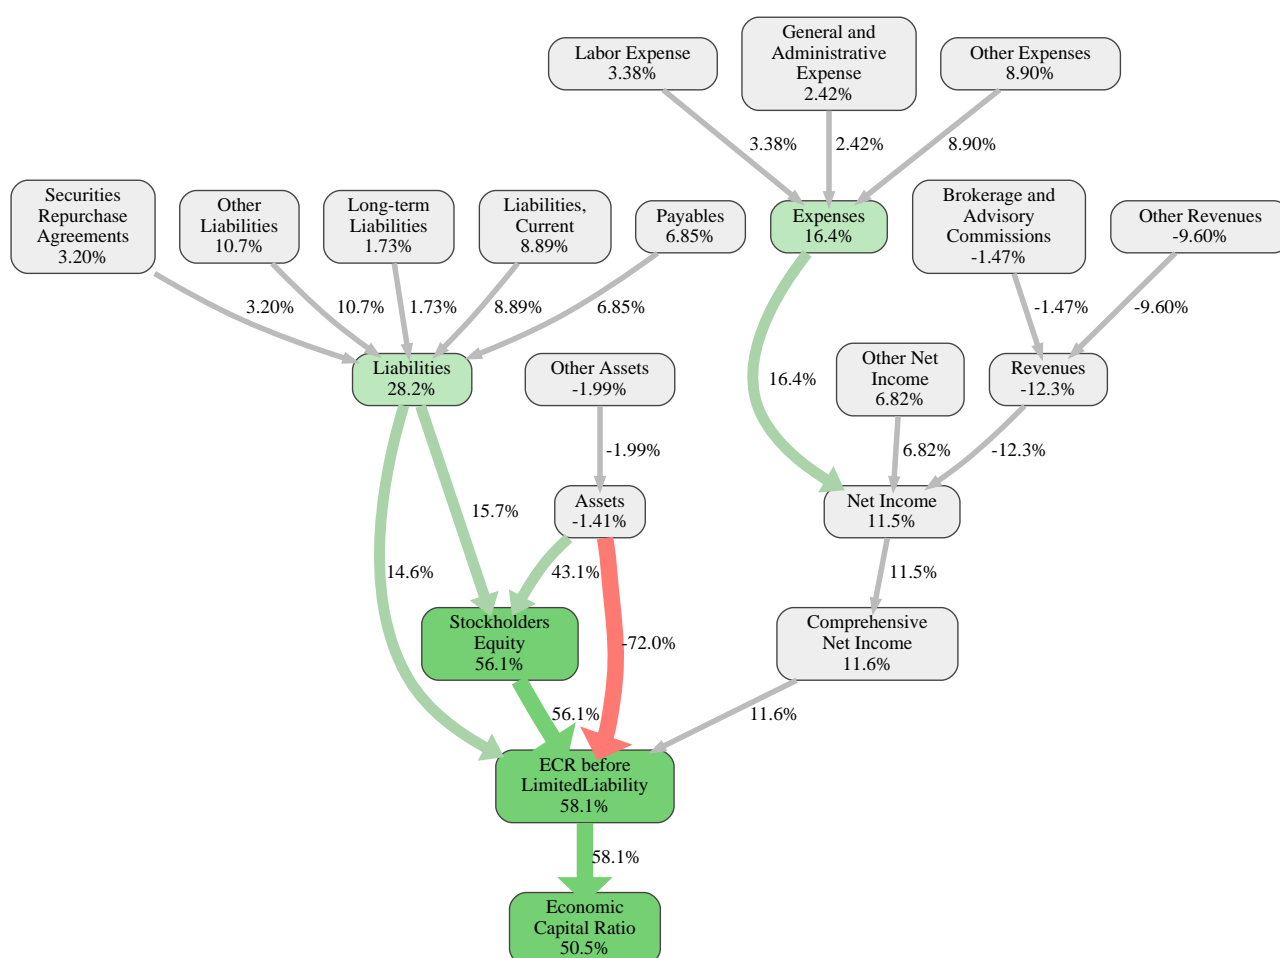 Labor Expense
3.38%
General and
Administrative
Expense
2.42%
Other Expenses
8.90%
3.38%
2.42%
8.90%
Securities
Repurchase
Agreements
3.20%
Other
Liabilities
10.7%
Long-term
Liabilities
1.73%
Liabilities,
Current
8.89%
Payables
6.85%
Expenses
16.4%
Brokerage and
Advisory
Commissions
-1.47%
Other Revenues
-9.60%
3.20%
10.7%
1.73%
8.89%
6.85%
-1.47%
-9.60%
Liabilities
28.2%
Other Assets
-1.99%
16.4%
Other Net
Income
6.82%
Revenues
-12.3%
-1.99%
6.82%
-12.3%
15.7%
Assets
-1.41%
Net Income
11.5%
14.6%
43.1%
11.5%
Stockholders
Equity
56.1%
-72.0%
Comprehensive
Net Income
11.6%
56.1%
11.6%
ECR before
LimitedLiability
58.1%
58.1%
Economic
Capital Ratio
50.5%